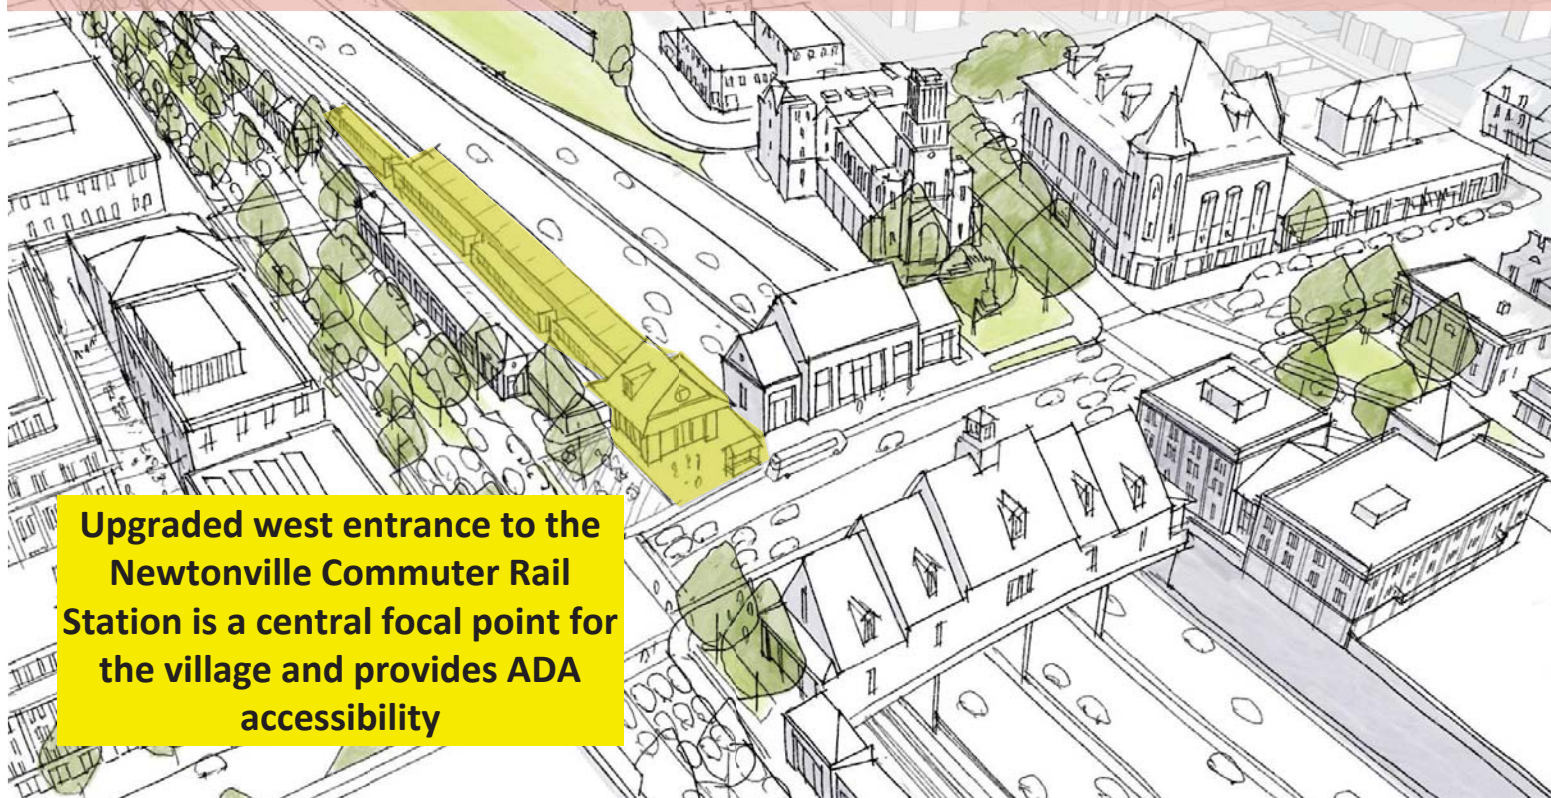 Upgraded west entrance to the
Newtonville Commuter Rail
Station is a central focal point for
the village and provides ADA
accessibility